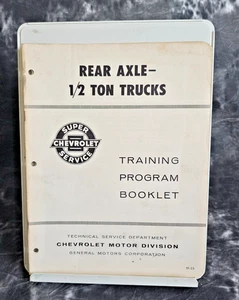 REAR AXLE—
1/2 TON TRUCKS
SUPER
CHEVROLET
SERVICE
TRAINING
PROGRAM
BOOKLET
TECHNICAL SERVICE DEPARTMENT
CHEVROLET MOTOR DIVISION
GENERAL MOTORS CORPORATION